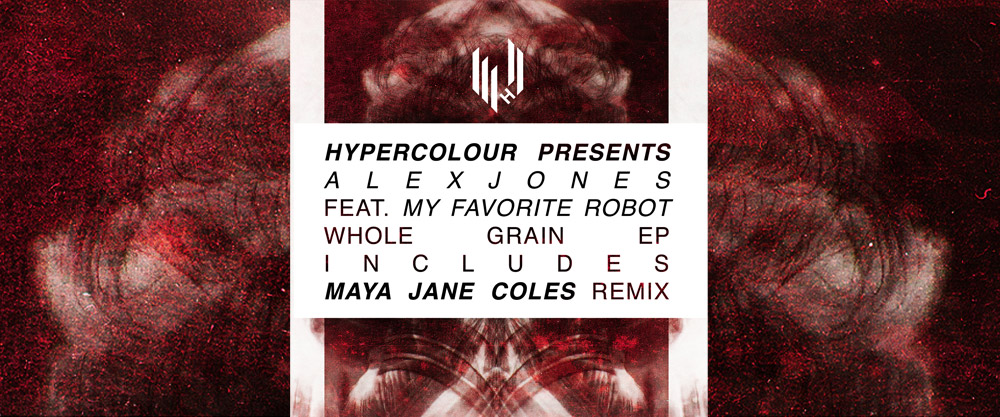 H
HYPERCOLOUR PRESENTS
ALEXJONES
FEAT. MY FAVORITE ROBOT
WHOLE GRAIN EP
INCLUDES
MAYA JANE COLES REMIX